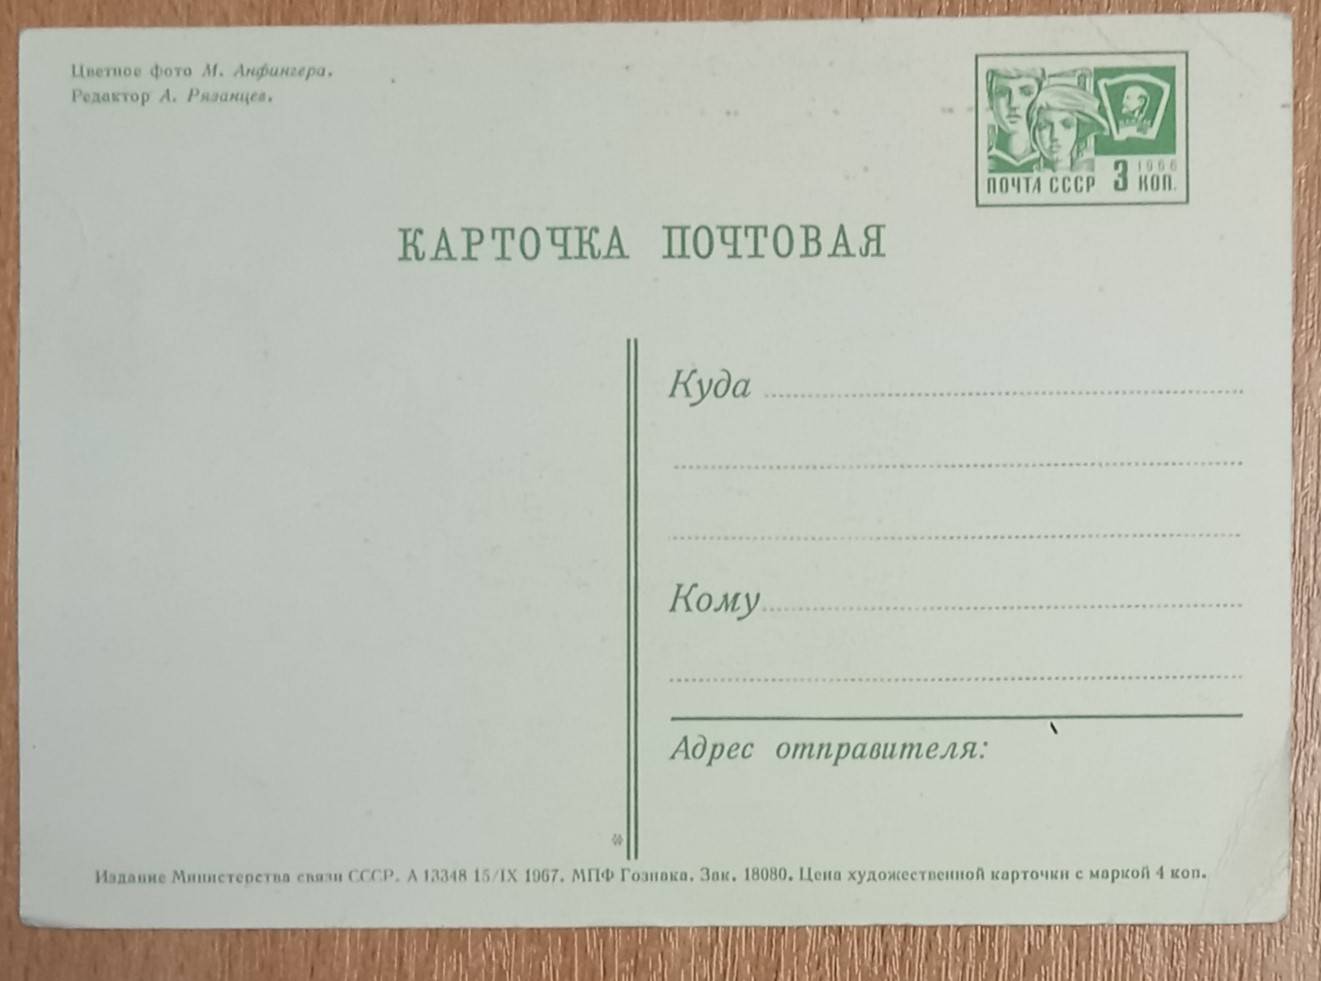 Цветное фото М. Анфингера.
Редактор А. Рязанцев.
1966
ПОЧТА СССР 3 КОП.
КАРТОЧКА ПОЧТОВАЯ
Куда
Кому
Адрес отправителя:
Издание Министерства связи СССР. А 13348 15/IX 1967. МПФ Гознака. Зак. 18080. Цена художественной карточки с маркой 4 коп.